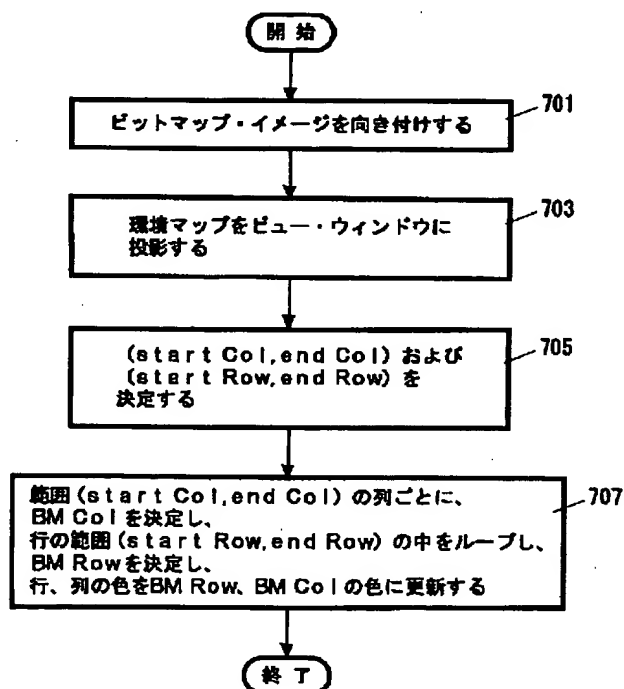 開 始
701
ビットマップ・イメージを向き付けする
703
環境マップをビュー・ウィンドウに
投影する
705
(start Col,end Col) および
(start Row,end Row) を
決定する
707
範囲 (start Col,end Col) の列ごとに、
BM Col を決定し、
行の範囲 (start Row,end Row) の中をループし、
BM Rowを決定し、
行、列の色をBM Row、BM Col の色に更新する
終 了